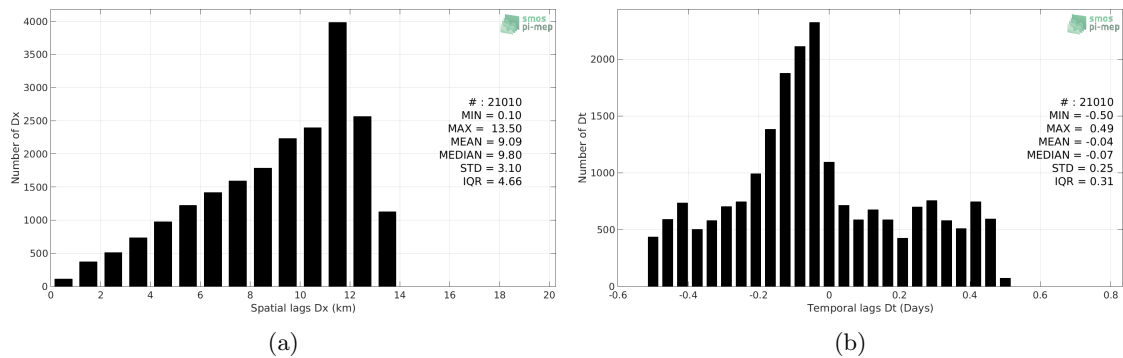 smos
pi-mep
4000
3500
3000
2500
2000
1500
1000
500
0
Number of Dx
# : 21010
MIN = 0.10
MAX = 13.50
MEAN = 9.09
MEDIAN = 9.80
STD = 3.10
IQR = 4.66
0 2 4 6 8 10 12 14 16 18 20
Spatial lags Dx (km)
(a)
smos
pi-mep
2000
1500
1000
500
0
Number of Dt
# : 21010
MIN = -0.50
MAX = 0.49
MEAN = -0.04
MEDIAN = -0.07
STD = 0.25
IQR = 0.31
-0.6 -0.4 -0.2 0 0.2 0.4 0.6 0.8
Temporal lags Dt (Days)
(b)